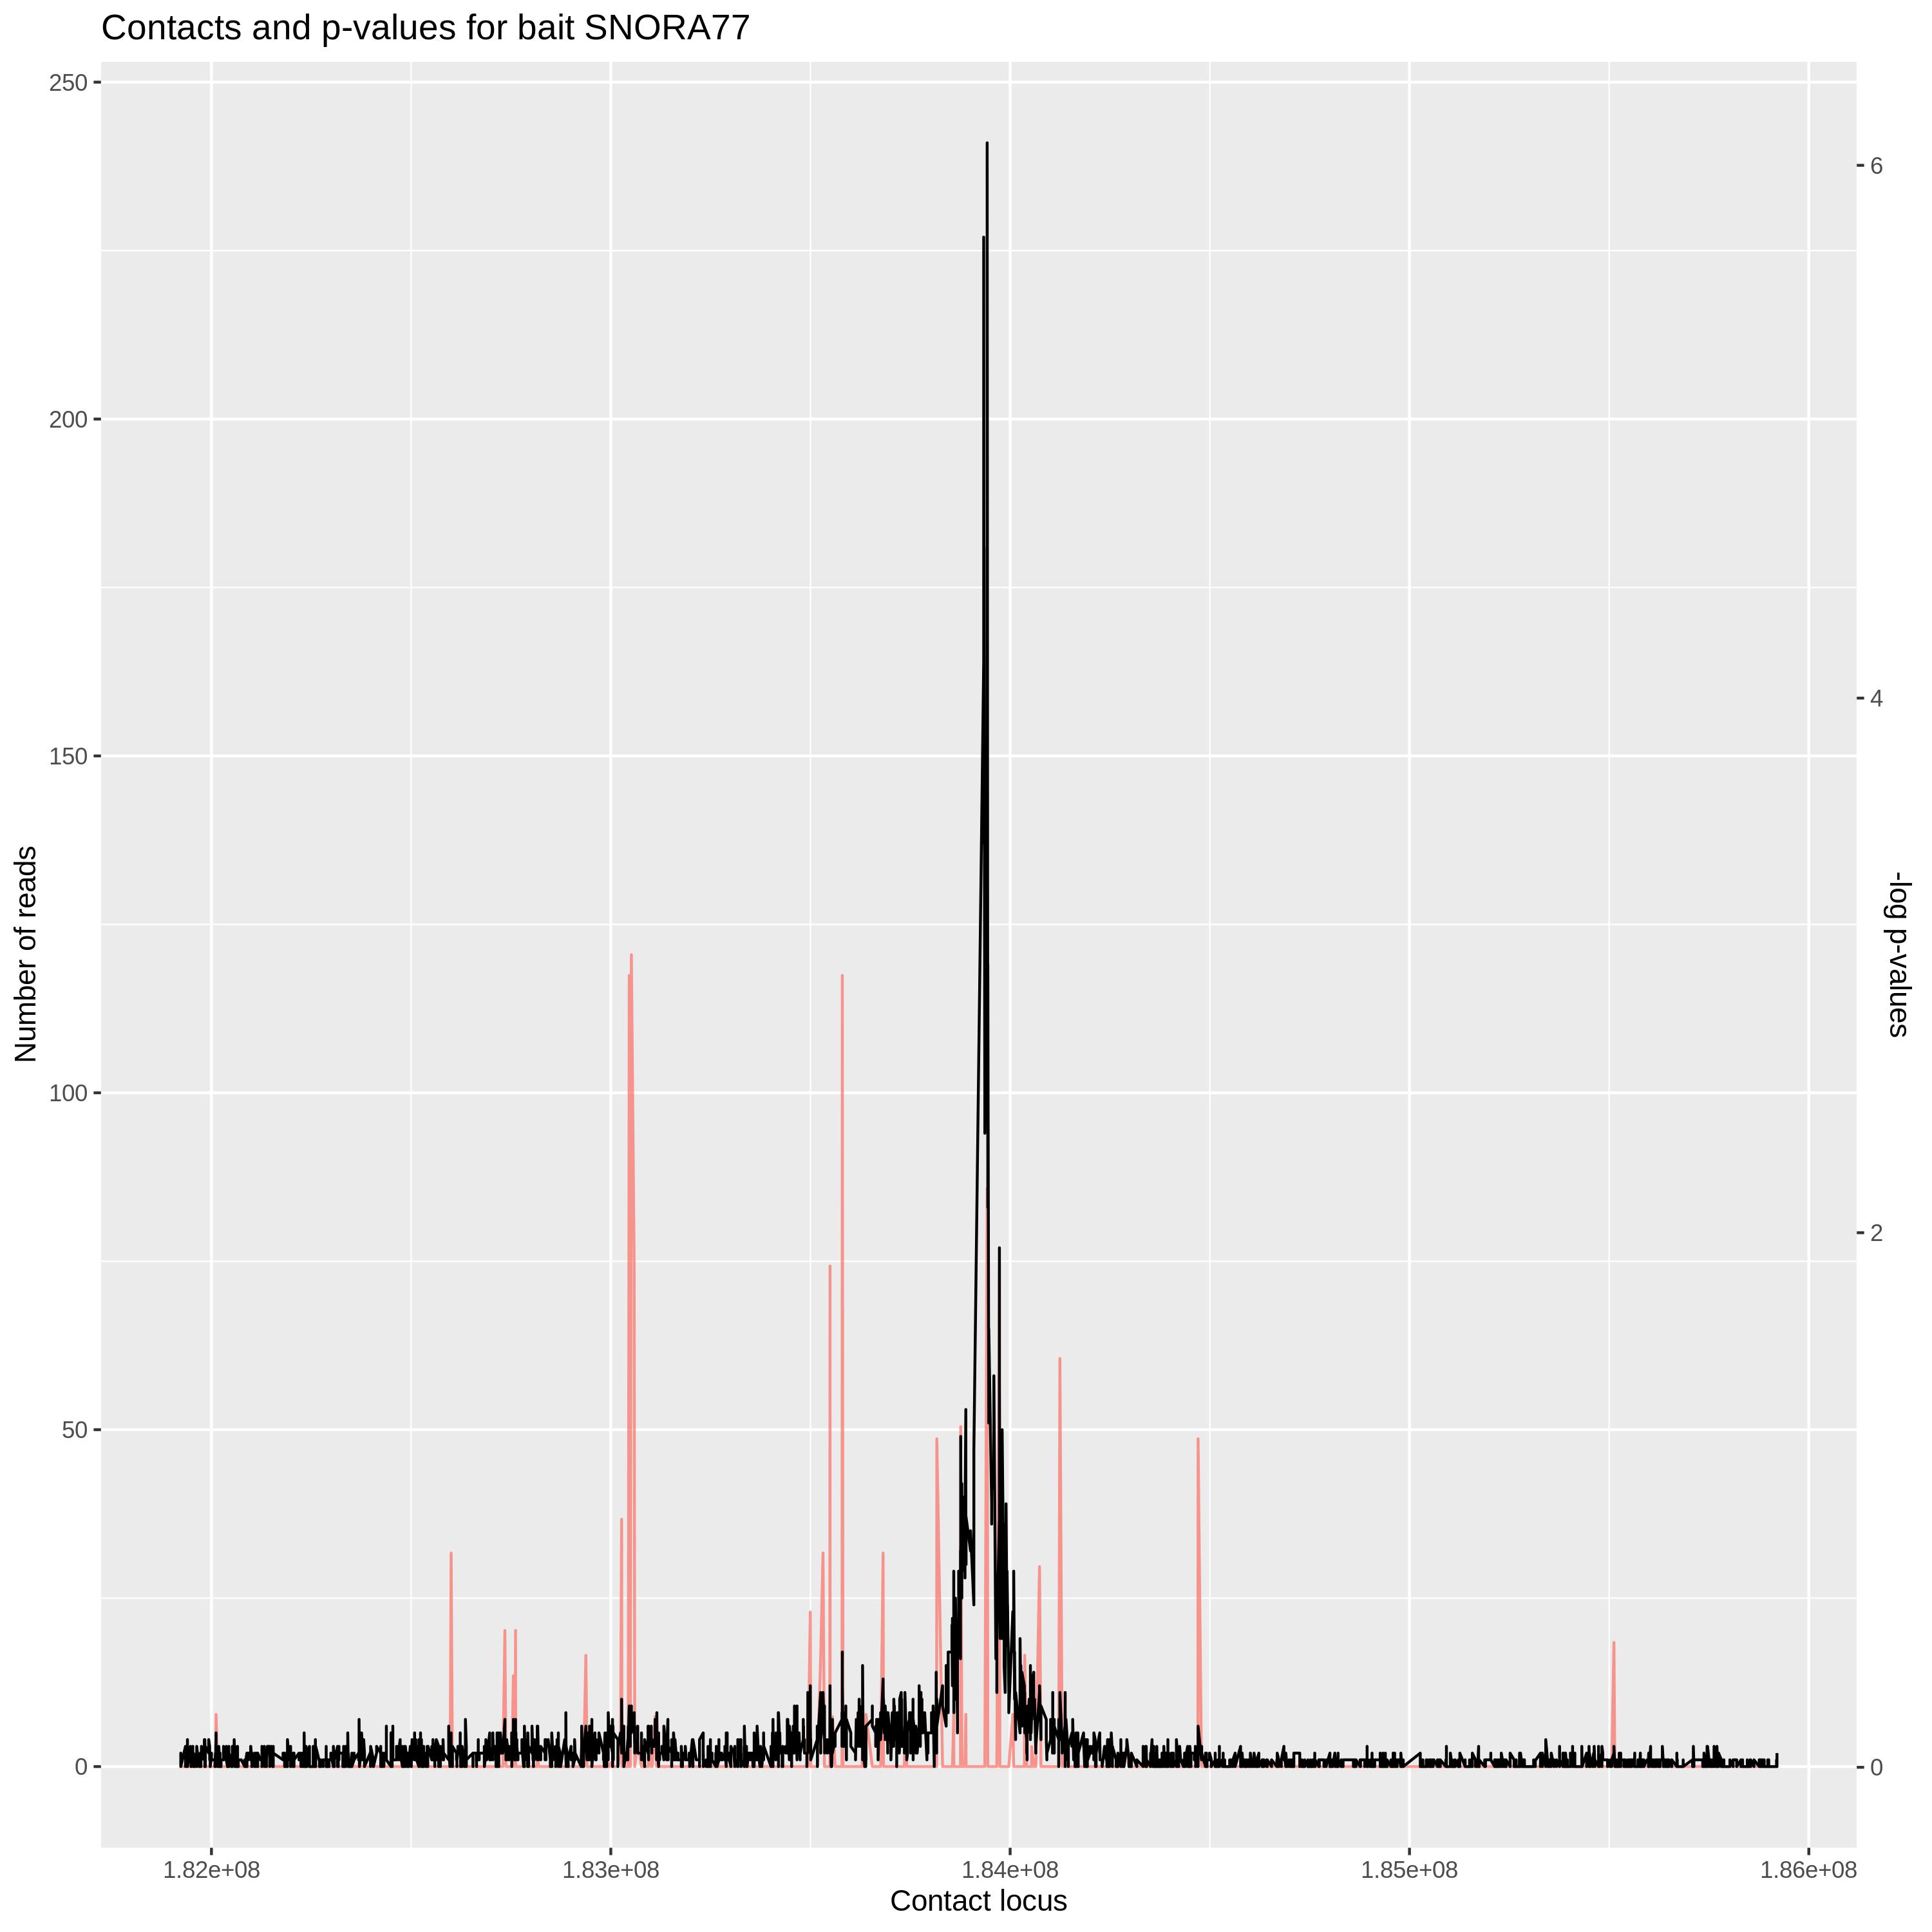 Contacts and p-values for bait SNORA77
250
200
150
100
50
0
Number of reads
6
4
2
0
-log p-values
1.82e+08 1.83e+08 1.84e+08 1.85e+08 1.86e+08
Contact locus